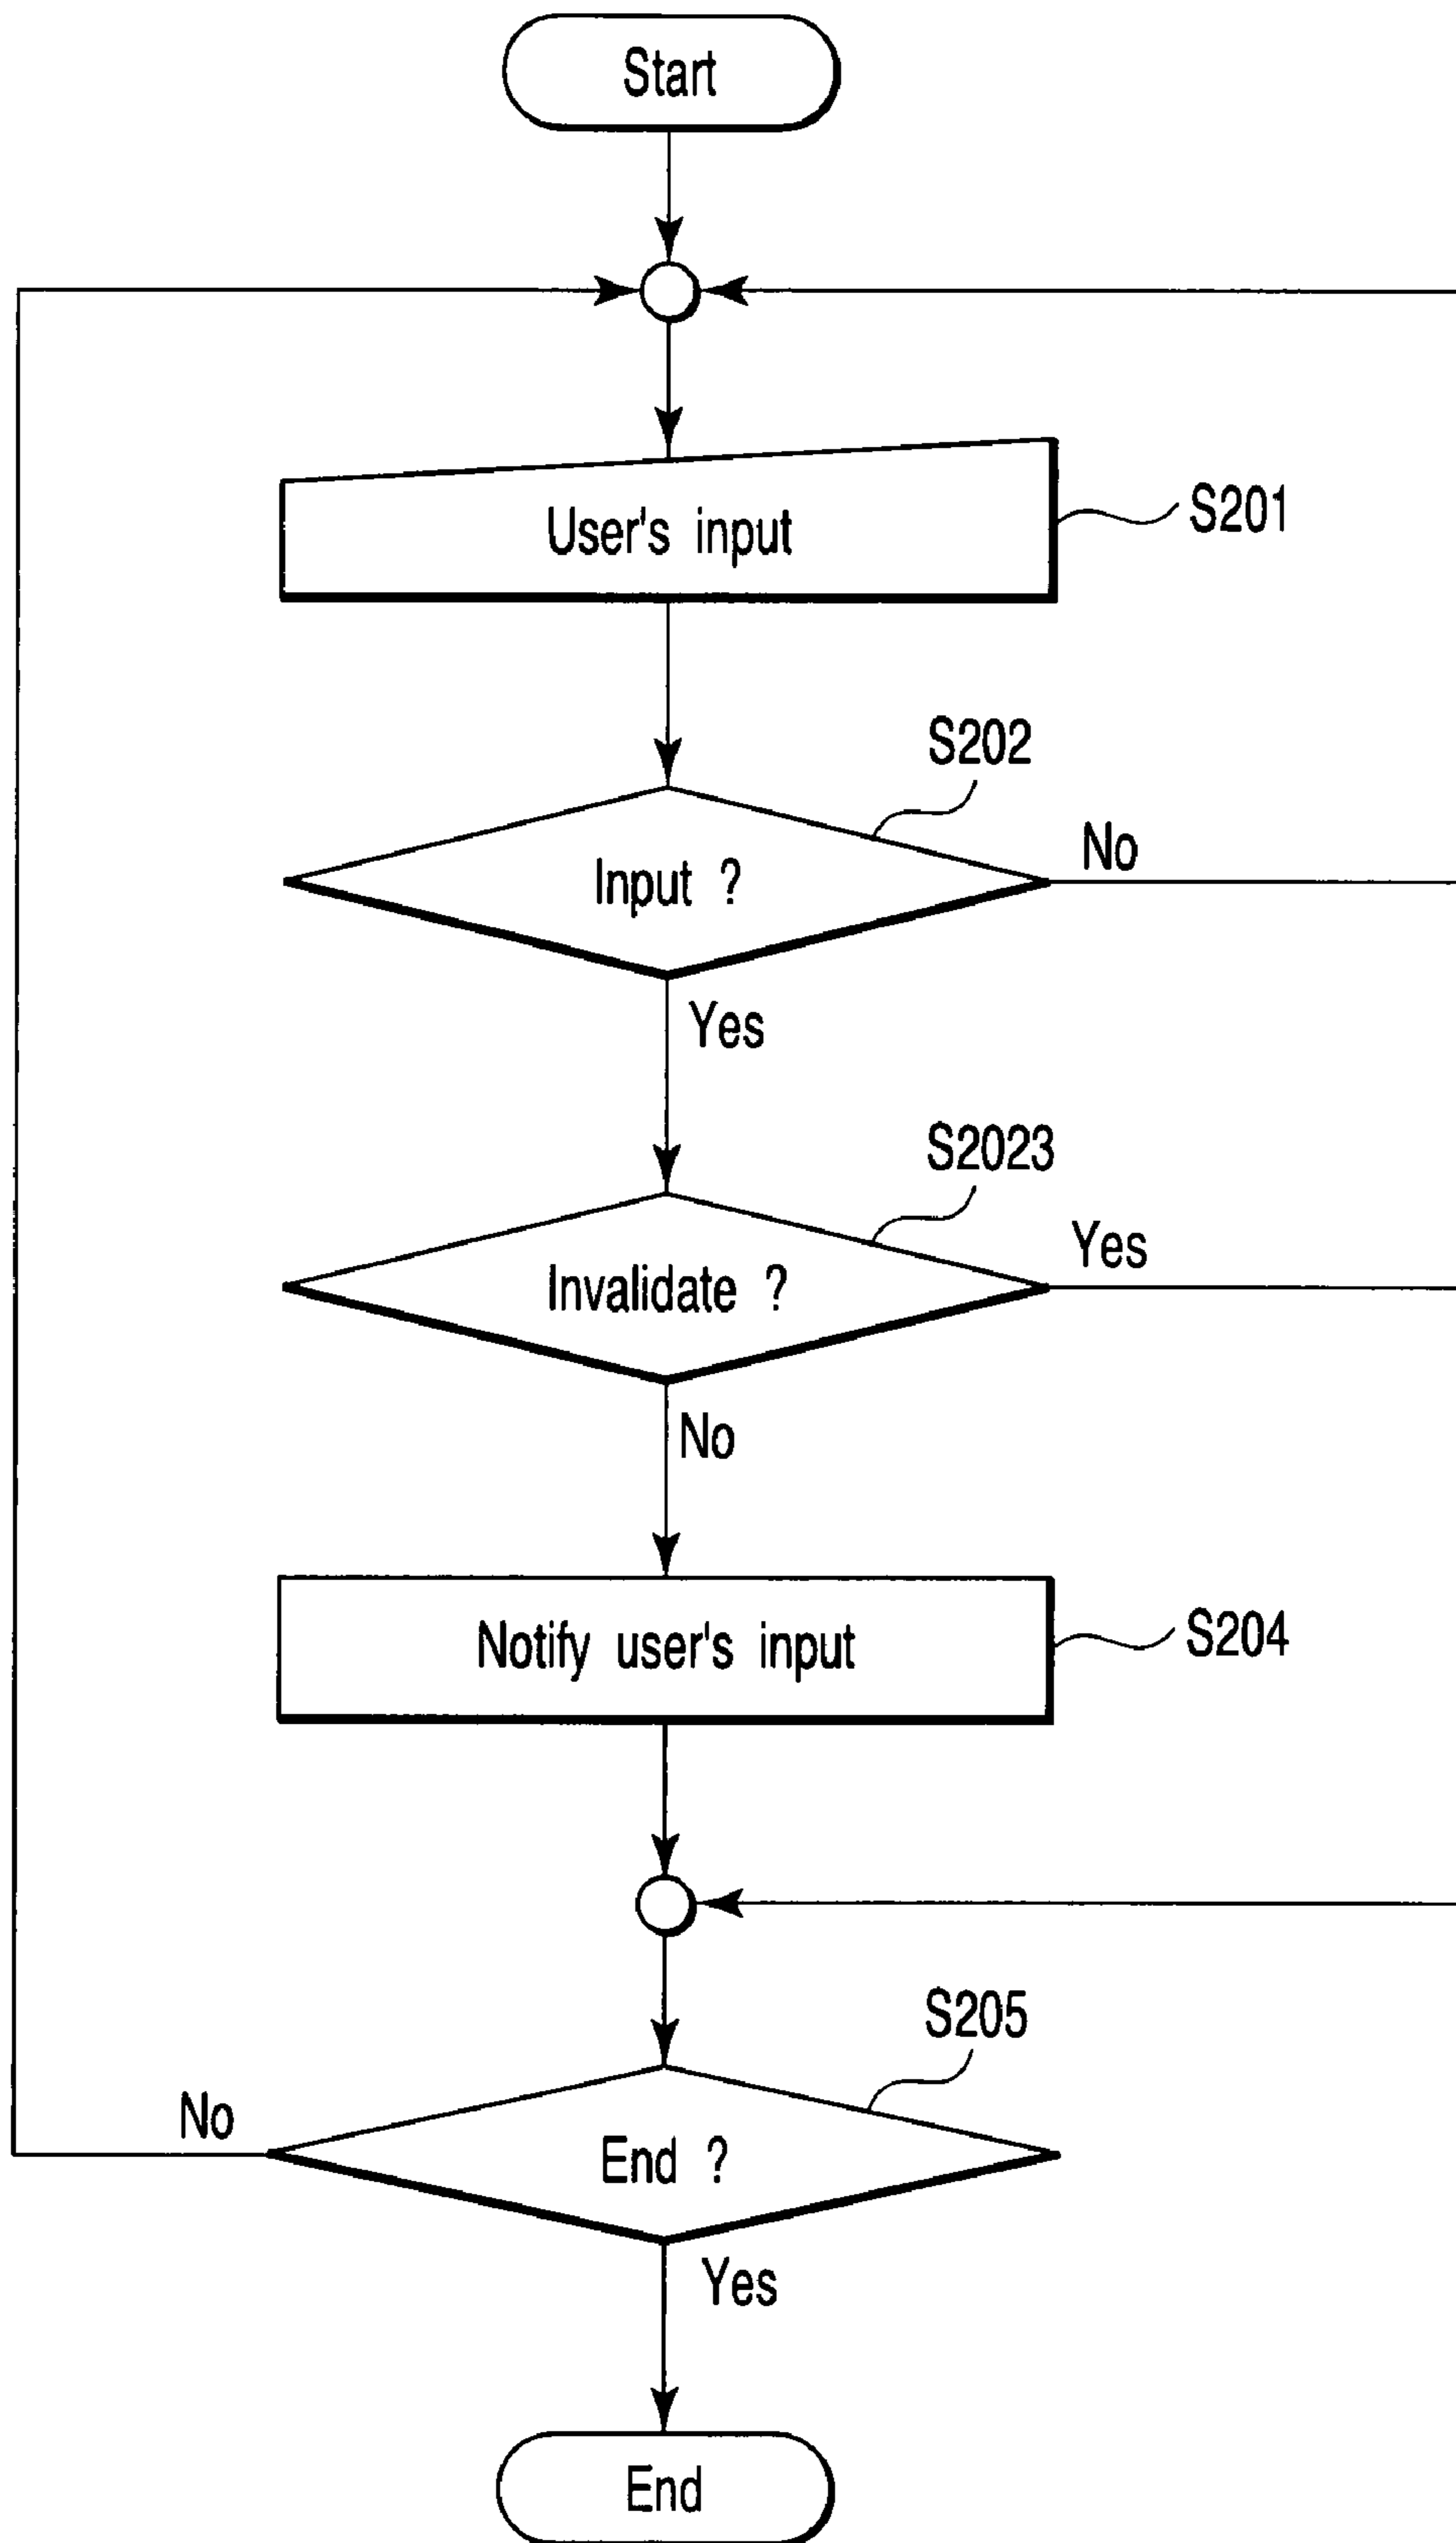 Start
User's input
S201
S202
Input ?
No
Yes
S2023
Invalidate ?
Yes
No
Notify user's input
S204
S205
No
End ?
Yes
End